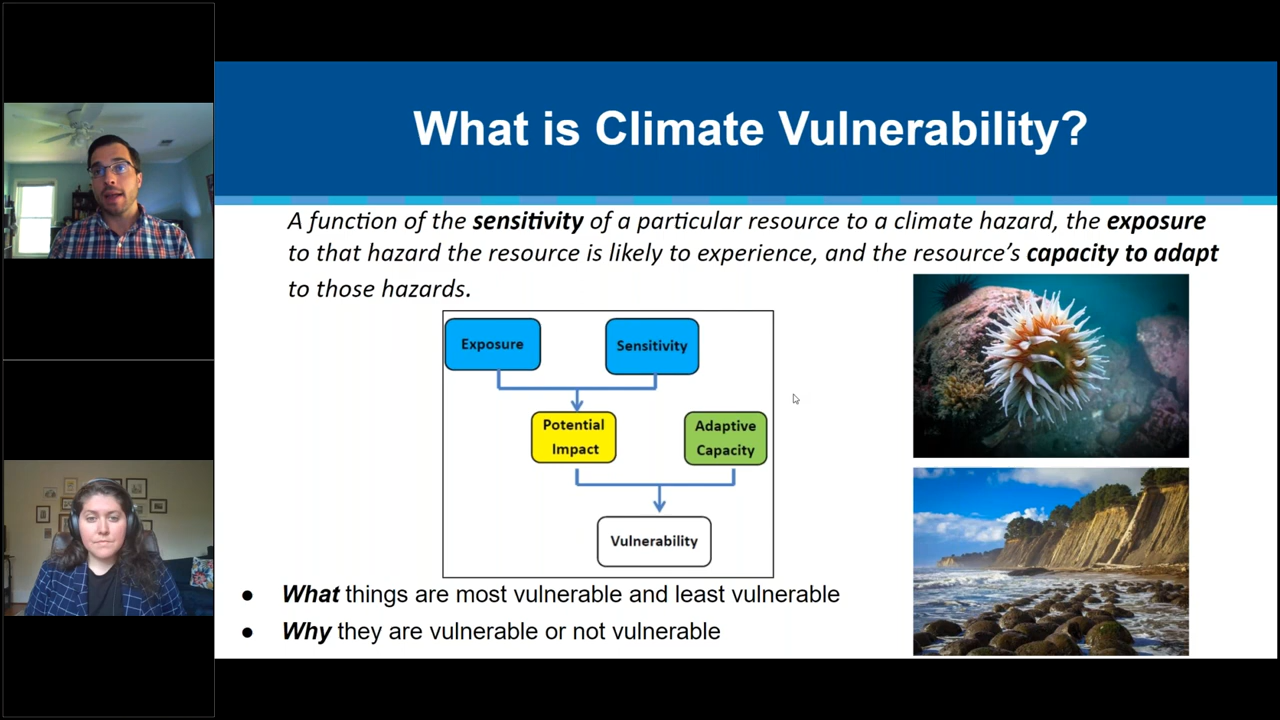 What is Climate Vulnerability?
A function of the sensitivity of a particular resource to a climate hazard, the exposure
to that hazard the resource is likely to experience, and the resource's capacity to adapt
to those hazards.
Exposure
Sensitivity
Potential
Impact
Adaptive
Capacity
Vulnerability
● What things are most vulnerable and least vulnerable
● Why they are vulnerable or not vulnerable